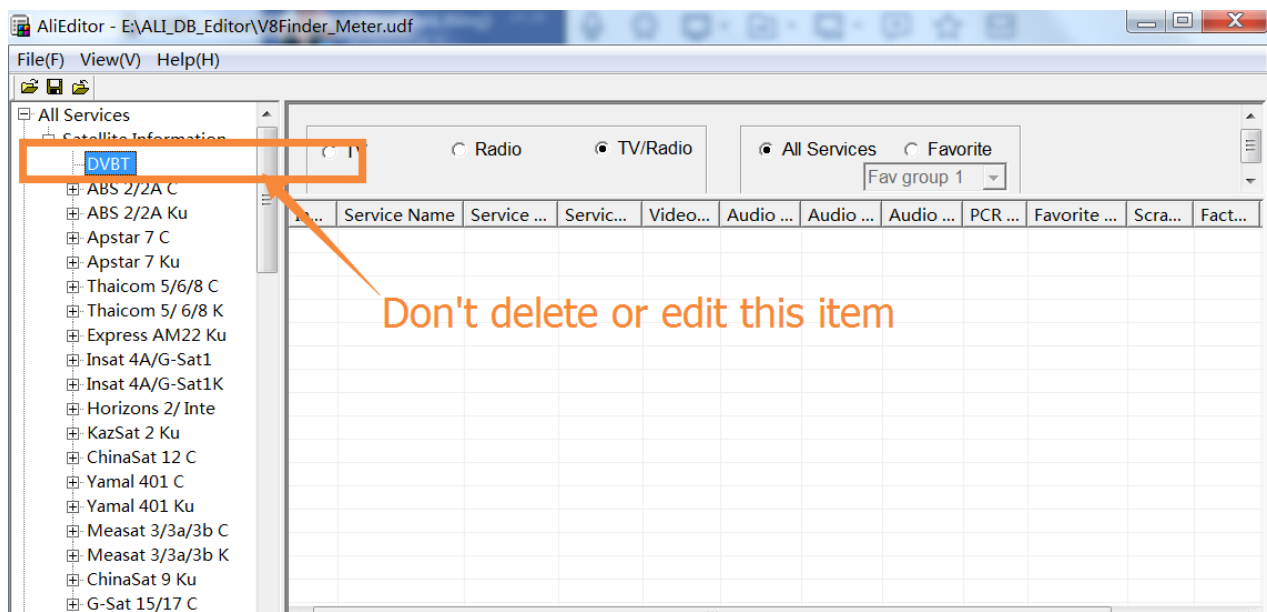 AliEditor - E:\ALI_DB_Editor\V8Finder_Meter.udf
File(F) View(V) Help(H)
All Services
Satellite Information
DVBT
ABS 2/2A C
ABS 2/2A Ku
Apstar 7 C
Apstar 7 Ku
Thaicom 5/6/8 C
Thaicom 5/ 6/8 K
Express AM22 Ku
Insat 4A/G-Sat1
Insat 4A/G-Sat1K
Horizons 2/ Inte
KazSat 2 Ku
ChinaSat 12 C
Yamal 401 C
Yamal 401 Ku
Measat 3/3a/3b C
Measat 3/3a/3b K
ChinaSat 9 Ku
G-Sat 15/17 C
TV Radio TV/Radio All Services Favorite
Fav group 1
Service Name Service ... Servic... Video... Audio ... Audio ... Audio ... PCR ... Favorite ... Scra... Fact...
Don't delete or edit this item